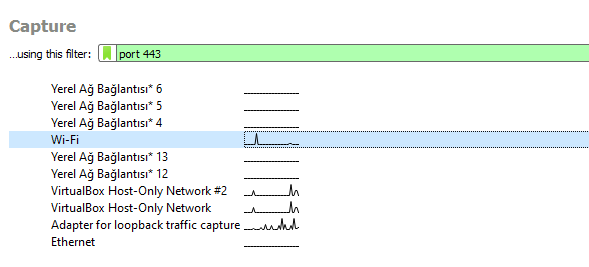 Capture
...using this filter: port 443
Yerel Ağ Bağlantısı* 6
Yerel Ağ Bağlantısı* 5
Yerel Ağ Bağlantısı* 4
Wi-Fi
Yerel Ağ Bağlantısı* 13
Yerel Ağ Bağlantısı* 12
VirtualBox Host-Only Network #2
VirtualBox Host-Only Network
Adapter for loopback traffic capture
Ethernet